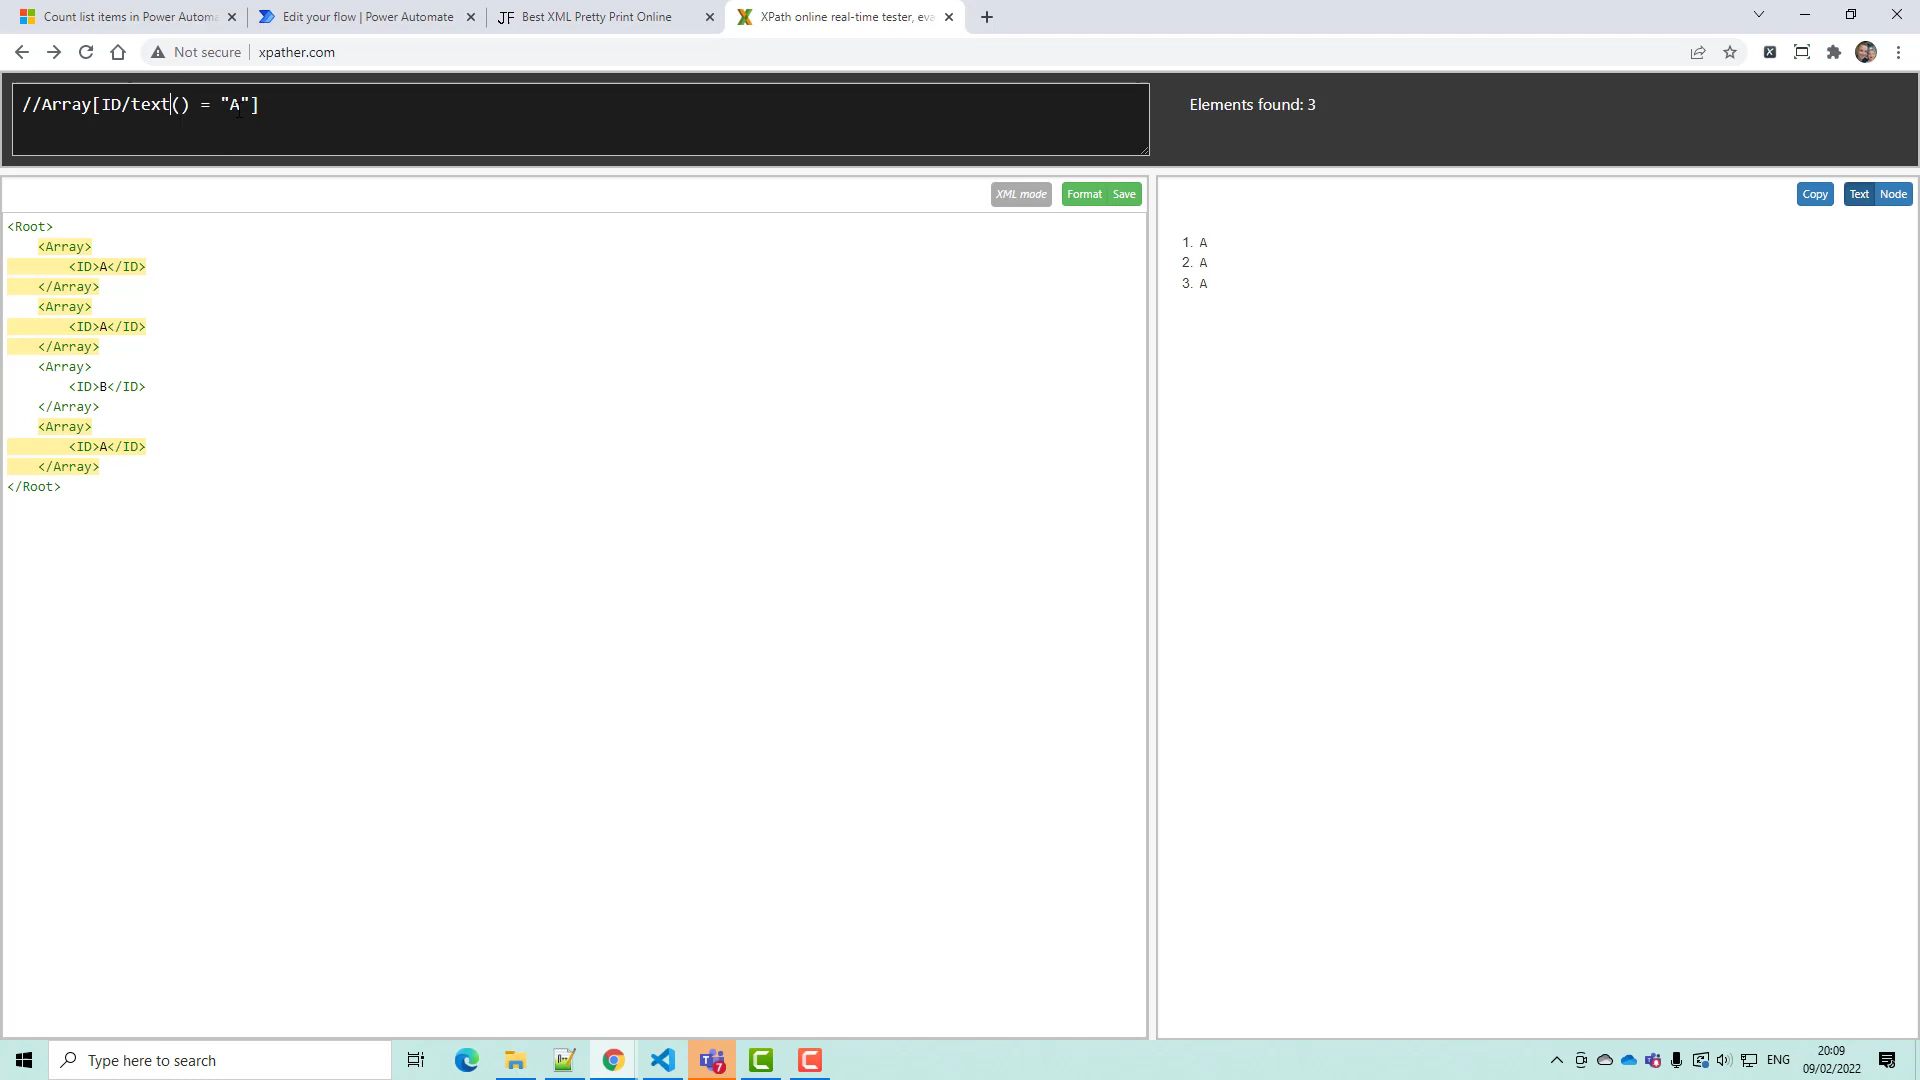 Count list items in Power Automa
Edit your flow | Power Automate
JF Best XML Pretty Print Online
XPath online real-time tester, eva
Not secure
xpather.com
//Array[ID/text() = "A"]
Elements found: 3
XML mode
Format
Save
Copy
Text
Node
<Root>
<Array>
<ID>A</ID>
</Array>
<Array>
<ID>A</ID>
</Array>
<Array>
<ID>B</ID>
</Array>
<Array>
<ID>A</ID>
</Array>
</Root>
1. A
2. A
3. A
Type here to search
7
ENG
20:09
09/02/2022